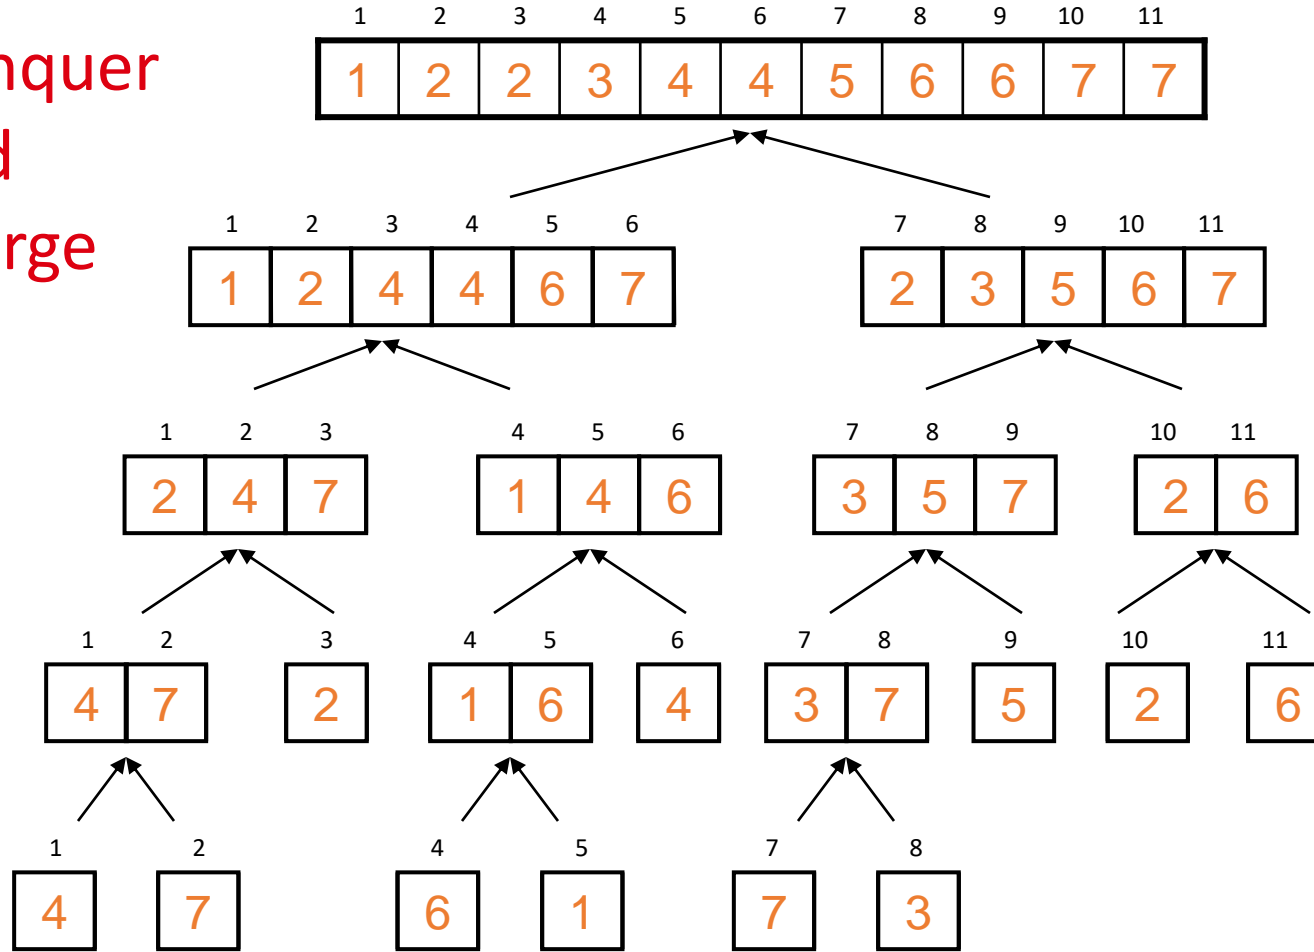 1 2 3 4 5 6 7 8 9 10 11
nquer
1 2 2 3 4 4 5 6 6 7 7
d
rge
1 2 3 4 5 6 7 8 9 10 11
1 2 4 4 6 7 2 3 5 6 7
1 2 3 4 5 6 7 8 9 10 11
2 4 7 1 4 6 3 5 7 2 6
1 2 3 4 5 6 7 8 9 10 11
4 7 2 1 6 4 3 7 5 2 6
1 2 4 5 7 8
4 7 6 1 7 3